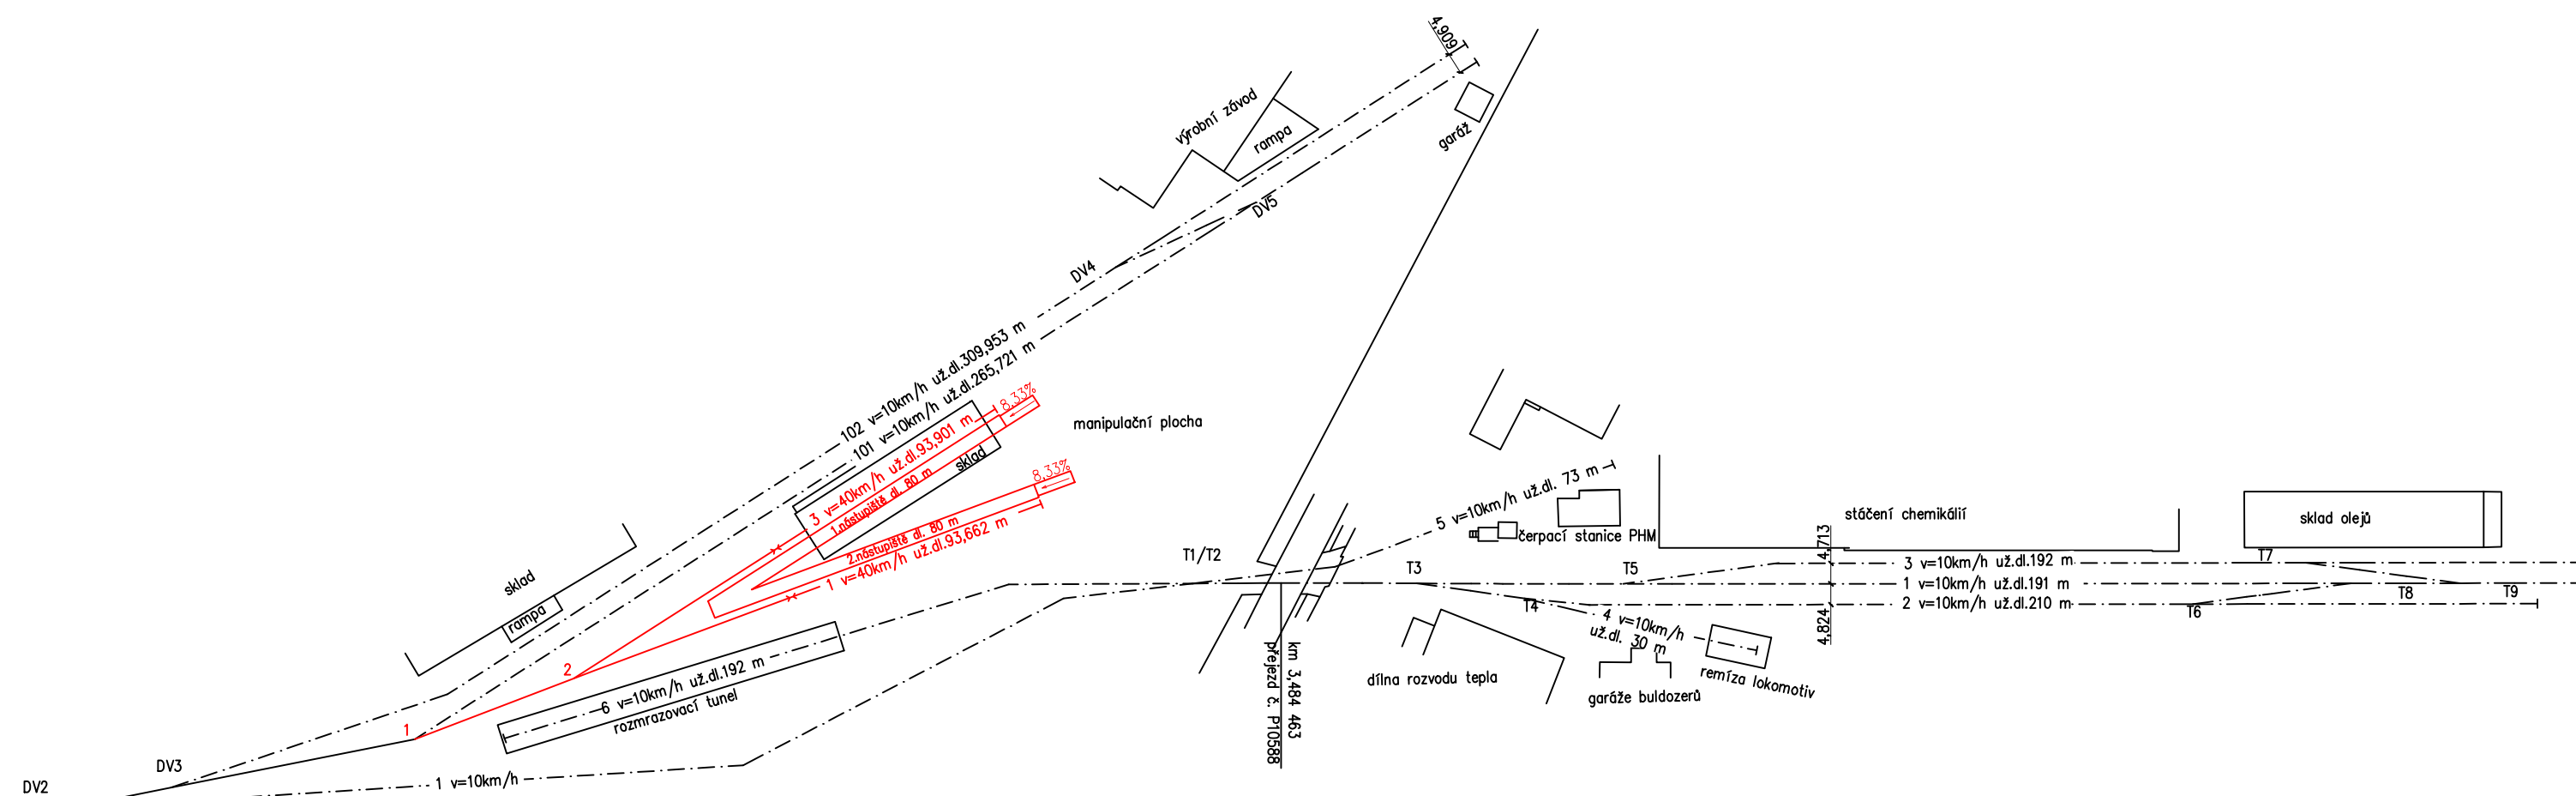 4,909
výrobní závod
rampa
garáž
DV5
DV4
102 v=10km/h už.dl.309,953 m
101 v=10km/h už.dl.265,721 m
8,33%
3 v=40km/h už.dl.93,901 m
1.nástupiště dl. 80 m
sklad
manipulační plocha
8,33%
2.nástupiště dl. 80 m
1 v=40km/h už.dl.93,662 m
5 v=10km/h už.dl. 73 m
čerpací stanice PHM
stáčení chemikálií
sklad olejů
4,713
T1/T2
T3
T5
T7
3 v=10km/h už.dl.192 m
1 v=10km/h už.dl.191 m
2 v=10km/h už.dl.210 m
T4
T6
T8
T9
4,824
4 v=10km/h
už.dl. 30 m
remíza lokomotiv
garáže buldozerů
dílna rozvodu tepla
km 3,484 463
přejezd č. P10588
sklad
rampa
2
1
6 v=10km/h už.dl.192 m
rozmrazovací tunel
DV3
DV2
1 v=10km/h